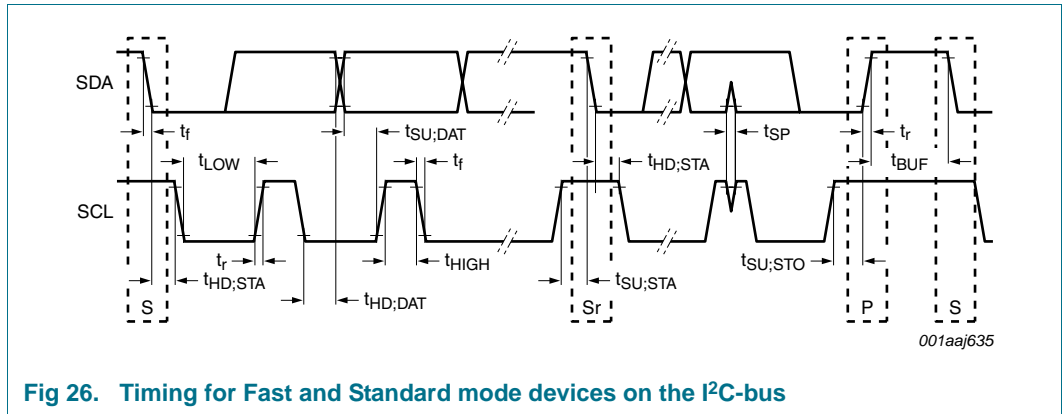 SDA
t_f
t_SU;DAT
t_SP
t_r
t_LOW
t_f
t_HD;STA
t_BUF
SCL
t_r
t_HIGH
t_SU;STO
t_HD;STA
t_SU;STA
t_HD;DAT
S
Sr
P
S
001aaj635
Fig 26. Timing for Fast and Standard mode devices on the I²C-bus